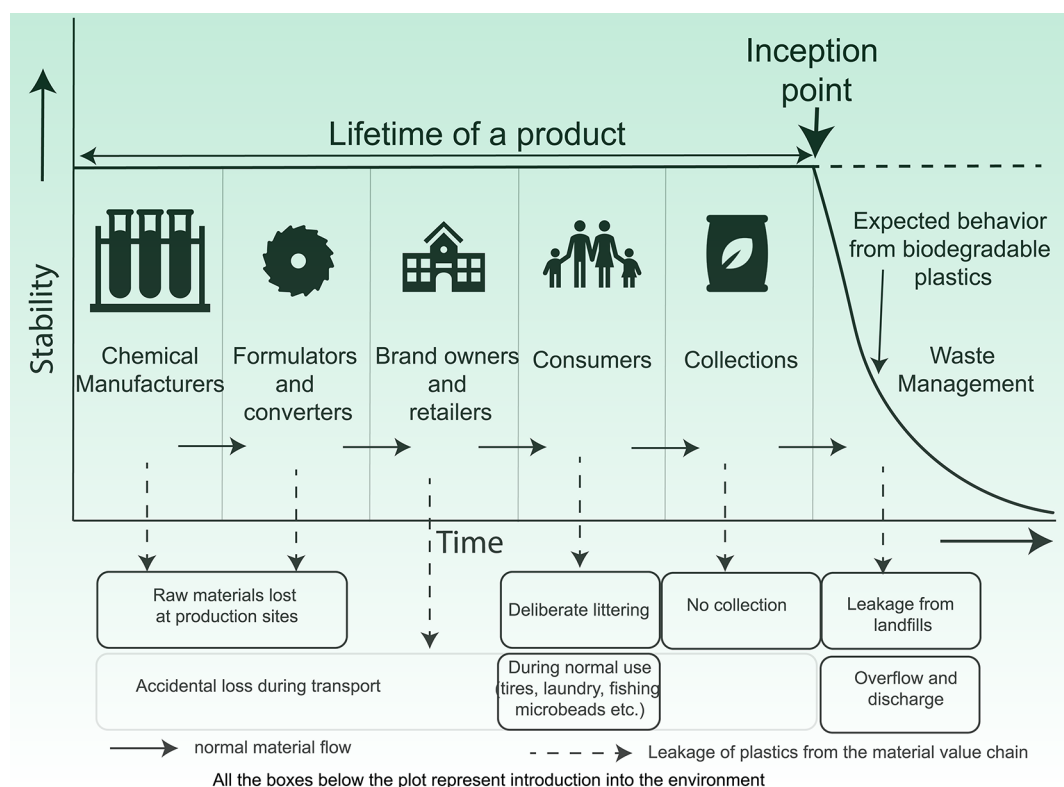 Inception
point
Lifetime of a product
Expected behavior
from biodegradable
plastics
Stability
Chemical
Manufacturers
Formulators
and
converters
Brand owners
and
retailers
Consumers
Collections
Waste
Management
Time
Raw materials lost
at production sites
Deliberate littering
No collection
Leakage from
landfills
Accidental loss during transport
During normal use
(tires, laundry, fishing
microbeads etc.)
Overflow and
discharge
normal material flow
Leakage of plastics from the material value chain
All the boxes below the plot represent introduction into the environment